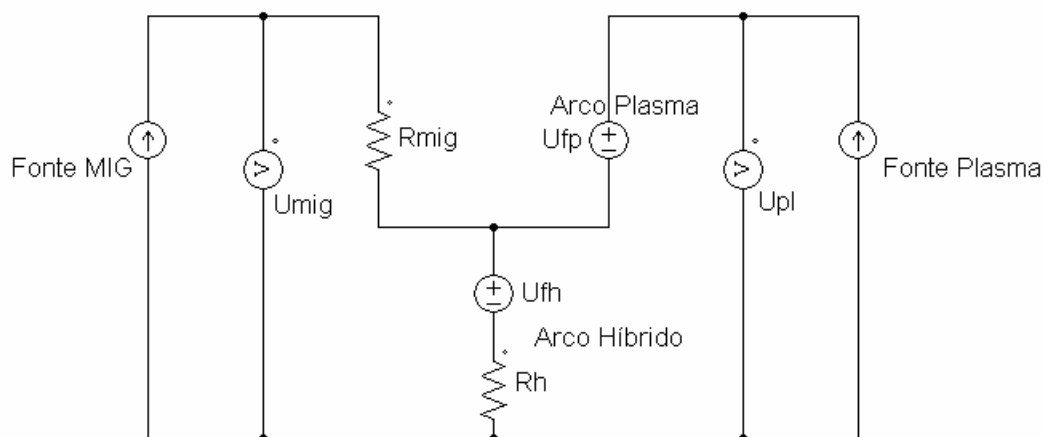 Arco Plasma
Rmig
Ufp
Fonte MIG
Fonte Plasma
Umig
Upl
Ufh
Arco Híbrido
Rh